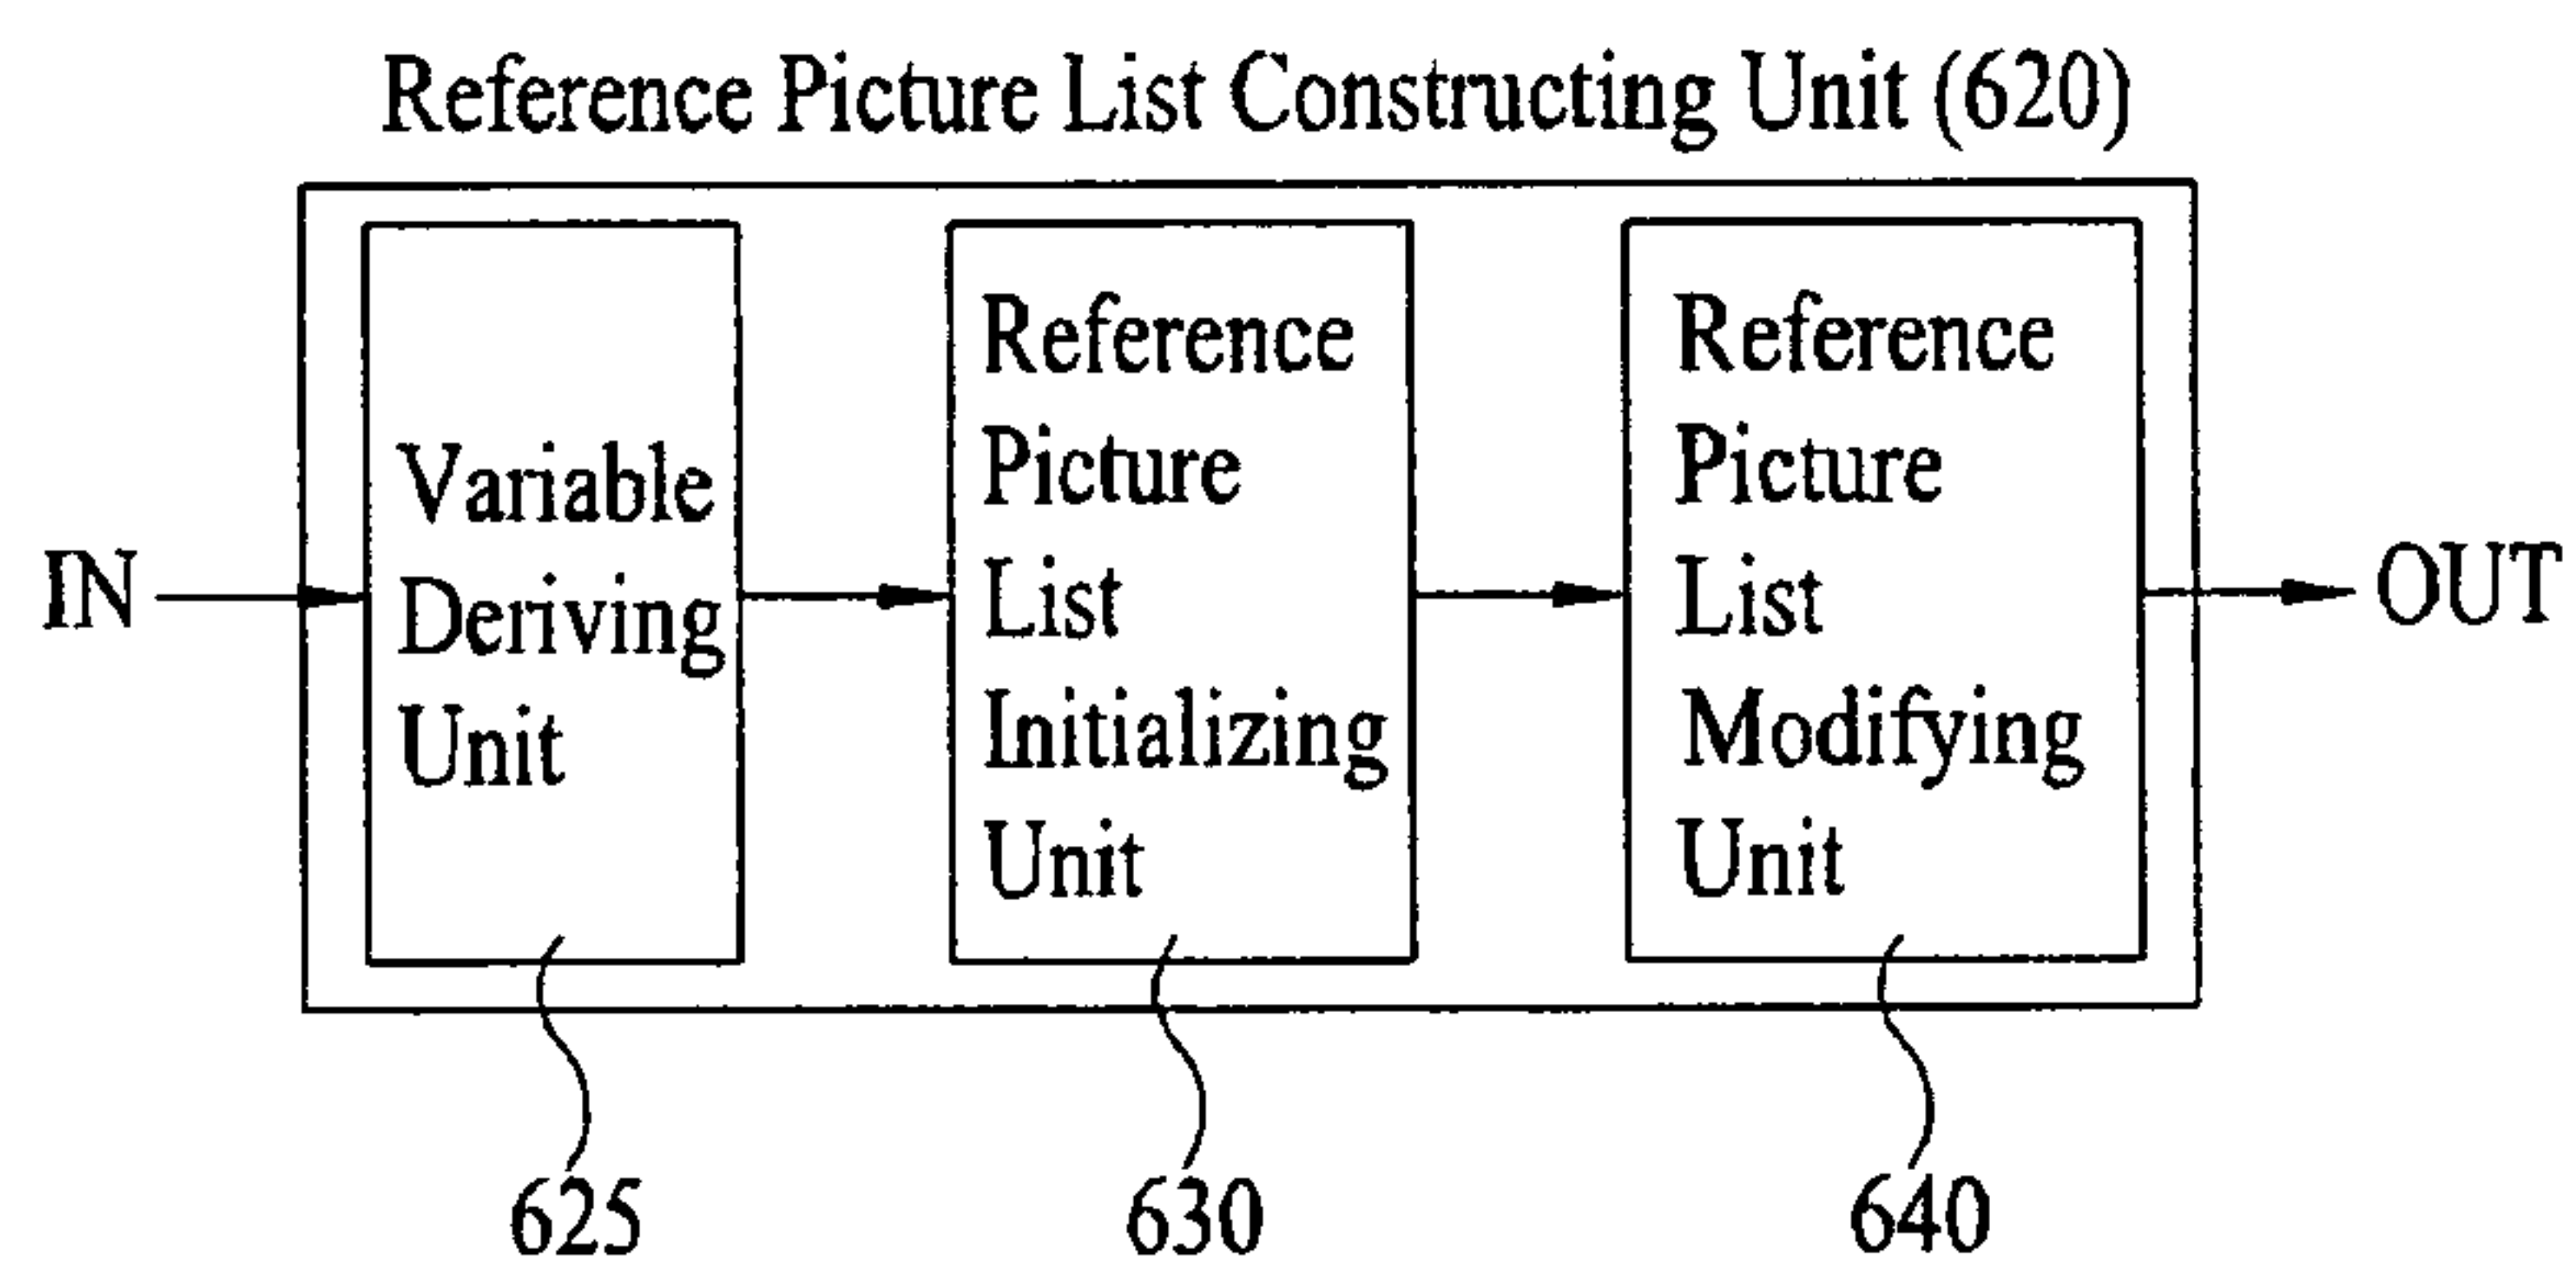 Reference Picture List Constructing Unit (620)
IN
Variable
Deriving
Unit
Reference
Picture
List
Initializing
Unit
Reference
Picture
List
Modifying
Unit
OUT
625
630
640